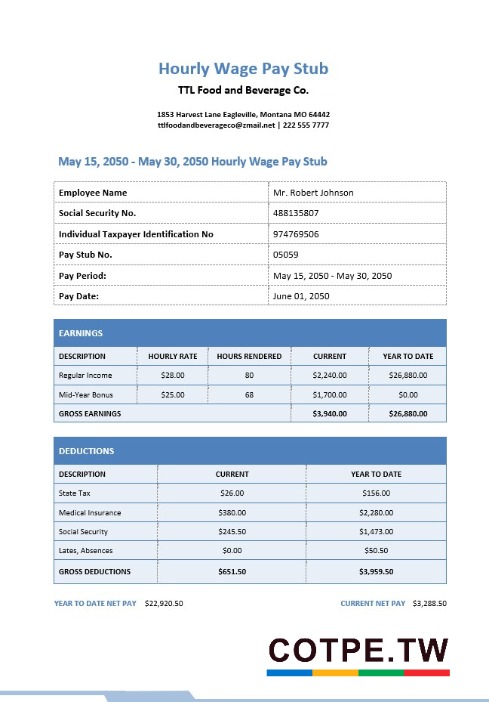 Hourly Wage Pay Stub
TTL Food and Beverage Co.
1853 Harvest Lane Eagleville, Montana MO 64442
ttlfoodandbeverageco@zmail.net | 222 555 7777
May 15, 2050 - May 30, 2050 Hourly Wage Pay Stub
Employee Name Mr. Robert Johnson
Social Security No. 488135807
Individual Taxpayer Identification No 974769506
Pay Stub No. 05059
Pay Period: May 15, 2050 - May 30, 2050
Pay Date: June 01, 2050
EARNINGS
DESCRIPTION HOURLY RATE HOURS RENDERED CURRENT YEAR TO DATE
Regular Income $28.00 80 $2,240.00 $26,880.00
Mid-Year Bonus $25.00 68 $1,700.00 $0.00
GROSS EARNINGS $3,940.00 $26,880.00
DEDUCTIONS
DESCRIPTION CURRENT YEAR TO DATE
State Tax $26.00 $156.00
Medical Insurance $380.00 $2,280.00
Social Security $245.50 $1,473.00
Lates, Absences $0.00 $50.50
GROSS DEDUCTIONS $651.50 $3,959.50
YEAR TO DATE NET PAY $22,920.50 CURRENT NET PAY $3,288.50
COTPE.TW